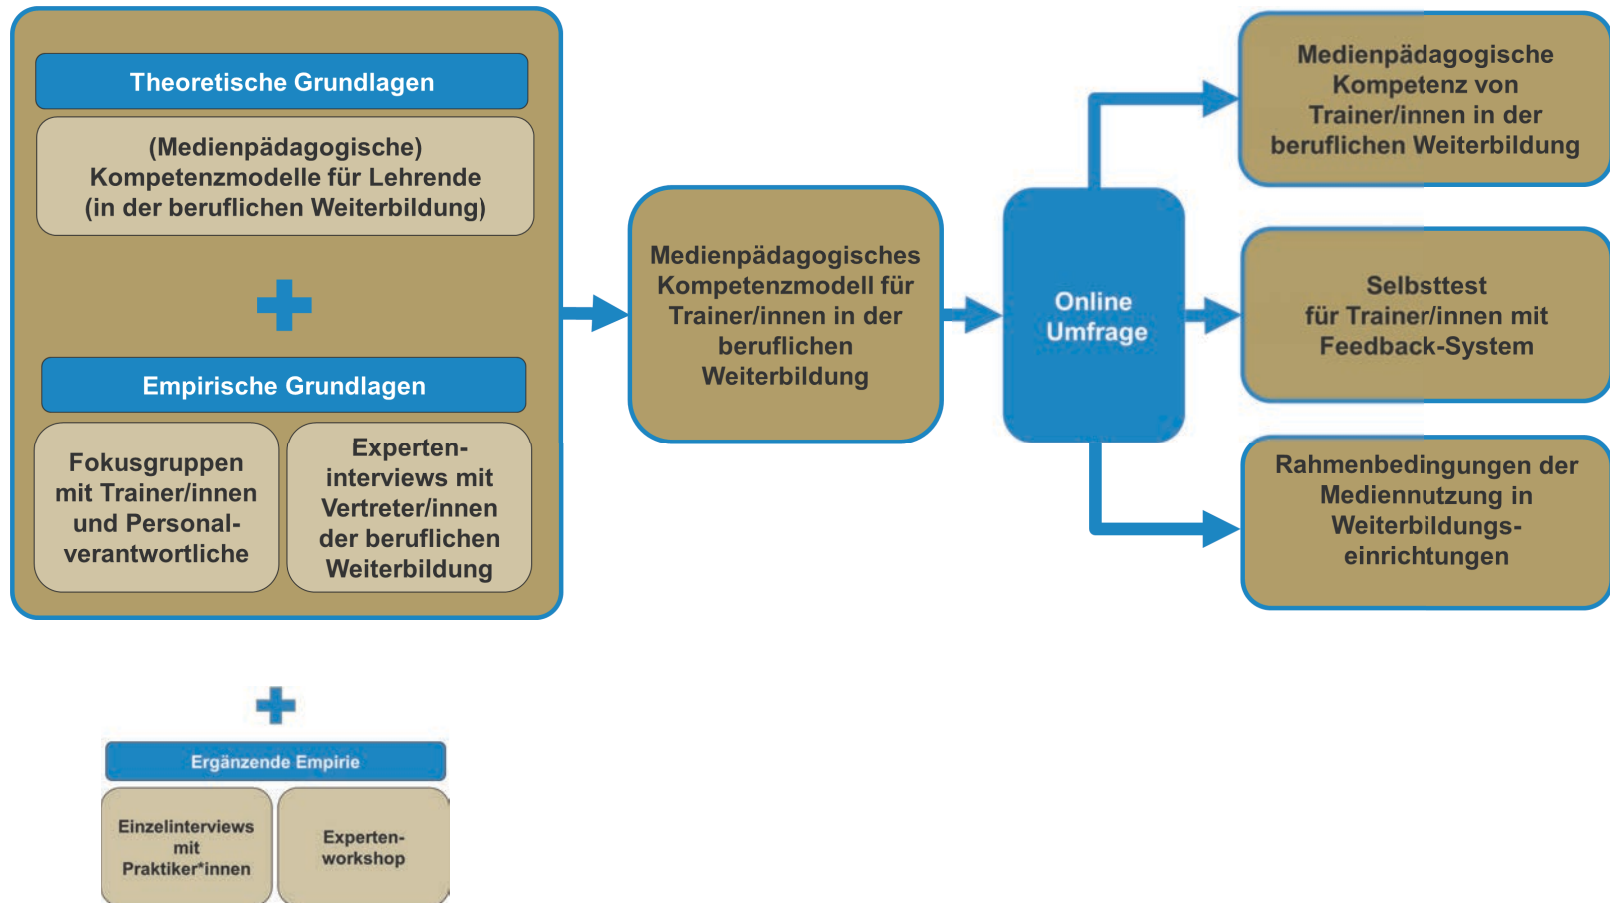 Theoretische Grundlagen
(Medienpädagogische)
Kompetenzmodelle für Lehrende
(in der beruflichen Weiterbildung)
Empirische Grundlagen
Fokusgruppen
mit Trainer/innen
und Personal-
verantwortliche
Experten-
interviews mit
Vertreter/innen
der beruflichen
Weiterbildung
Medienpädagogisches
Kompetenzmodell für
Trainer/innen in der
beruflichen
Weiterbildung
Online
Umfrage
Medienpädagogische
Kompetenz von
Trainer/innen in der
beruflichen Weiterbildung
Selbsttest
für Trainer/innen mit
Feedback-System
Rahmenbedingungen der
Mediennutzung in
Weiterbildungs-
einrichtungen
Ergänzende Empirie
Einzelinterviews
mit
Praktiker*innen
Experten-
workshop